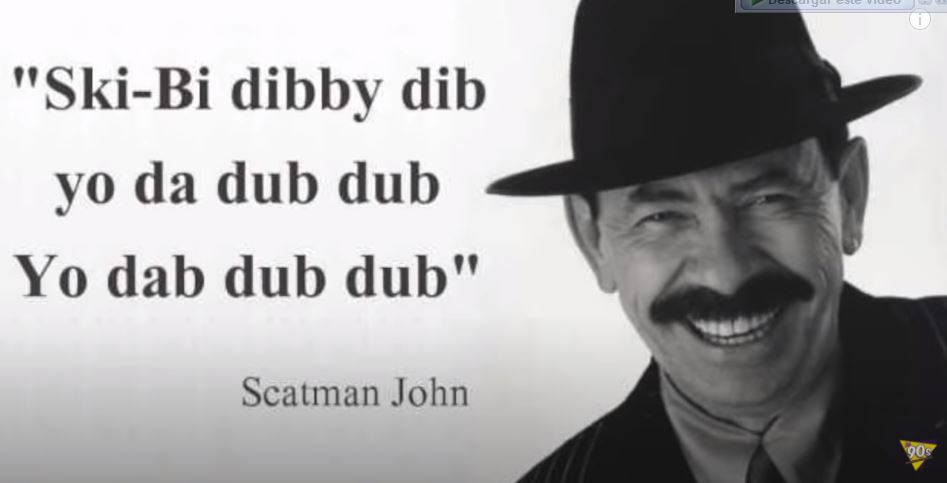 Descargar este video
"Ski-Bi dibby dib
yo da dub dub
Yo dab dub dub"
Scatman John
90s